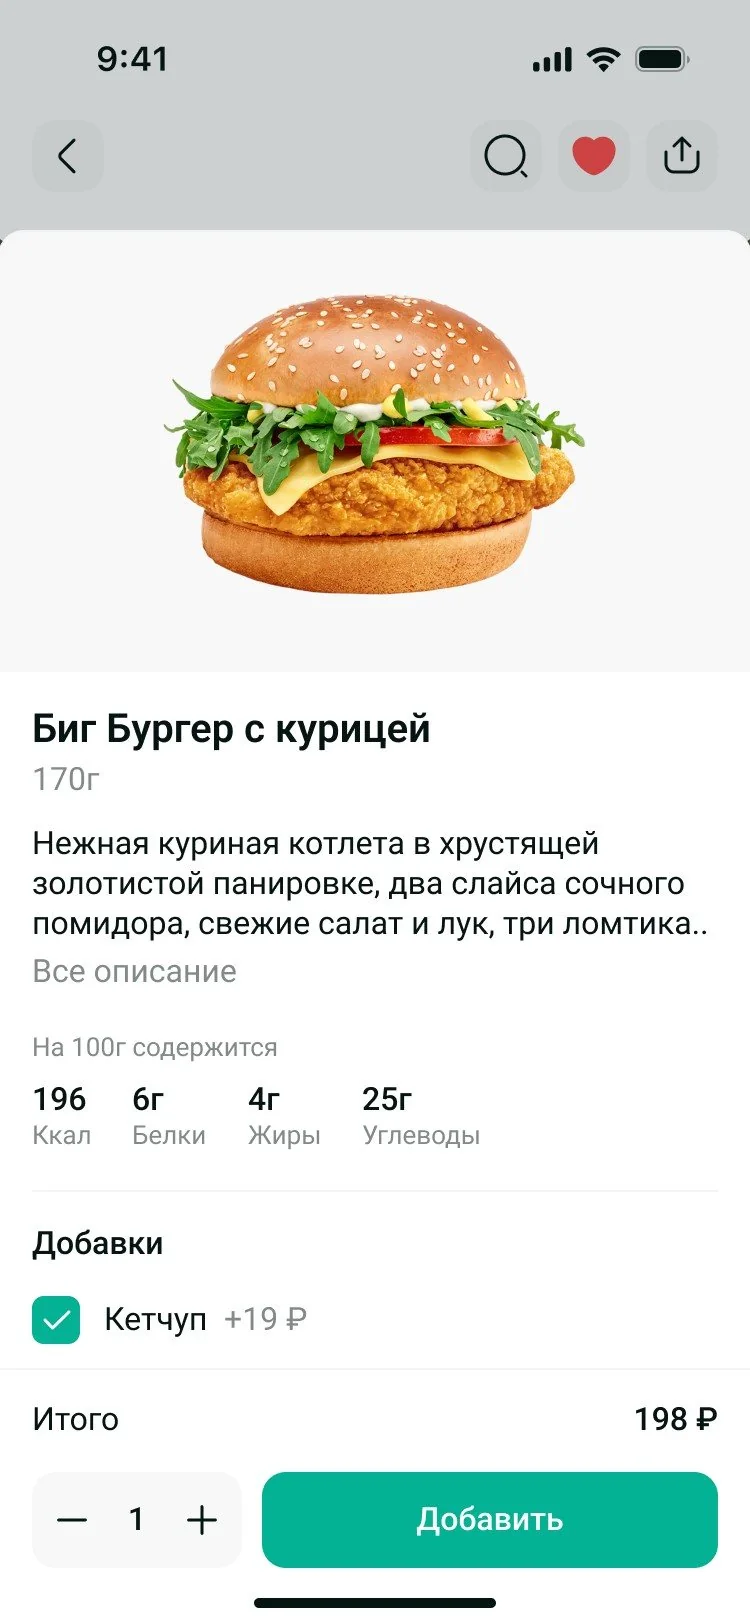 9:41
Биг Бургер с курицей
170г
Нежная куриная котлета в хрустящей
золотистой панировке, два слайса сочного
помидора, свежие салат и лук, три ломтика..
Все описание
На 100г содержится
196 6г 4г 25г
Ккал Белки Жиры Углеводы
Добавки
Кетчуп +19 ₽
Итого 198 ₽
1 Добавить